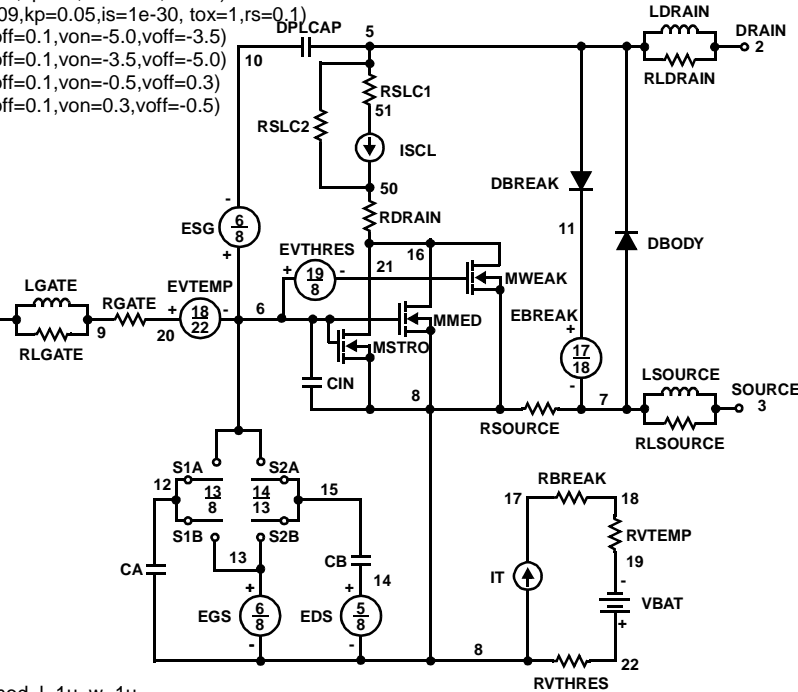 09,kp=0.05,is=1e-30, tox=1,rs=0.1)
off=0.1,von=-5.0,voff=-3.5)
off=0.1,von=-3.5,voff=-5.0)
off=0.1,von=-0.5,voff=0.3)
off=0.1,von=0.3,voff=-0.5)
DPLCAP
10
5
LDRAIN
DRAIN
2
RLDRAIN
RSLC1
51
RSLC2
ISCL
50
DBREAK
11
DBODY
- ESG 6/8 +
RDRAIN
16
EVTHRES
+ 19/8 -
21
MWEAK
LGATE
RLGATE
9
RGATE
20
EVTEMP
+ 18/22 -
6
MMED
MSTRO
EBREAK
+ 17/18 -
CIN
8
RSOURCE
7
LSOURCE
SOURCE
3
RLSOURCE
S1A
S2A
12
13/8
14/13
15
S1B
S2B
13
CA
CB
14
EGS + 6/8 -
EDS + 5/8 -
8
RBREAK
17
18
RVTEMP
19
IT
- VBAT +
22
RVTHRES